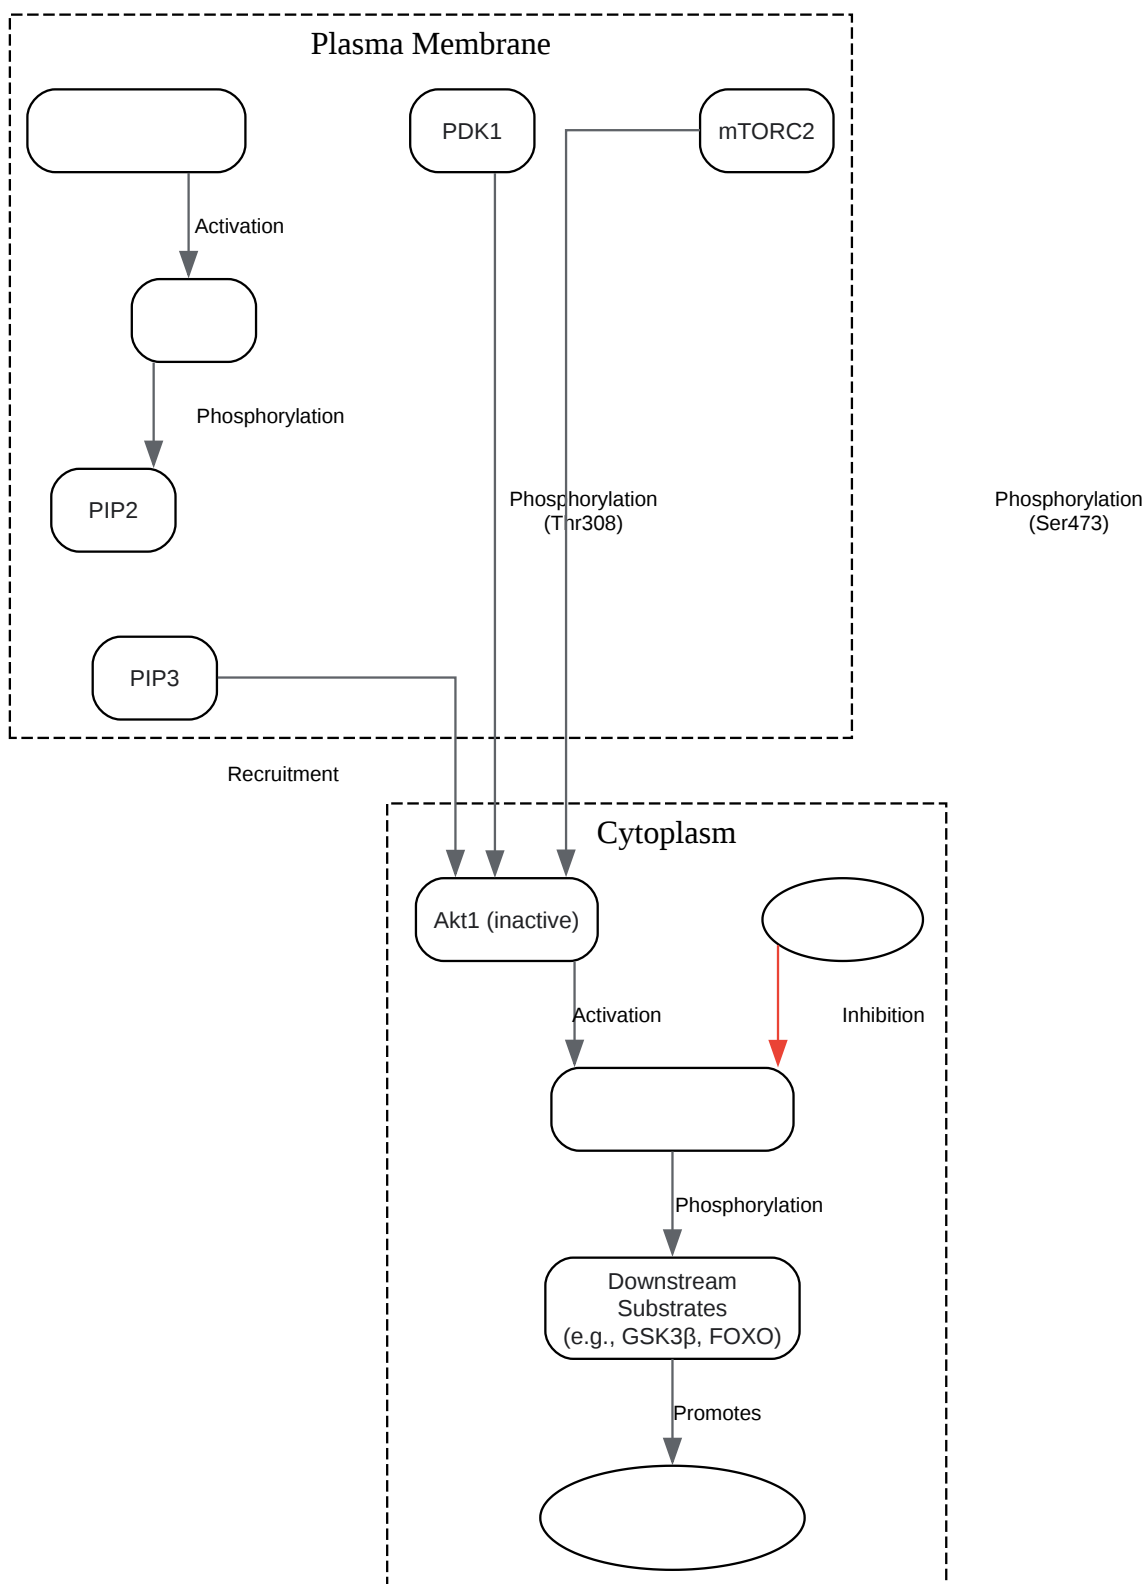 Plasma Membrane
PDK1
mTORC2
Activation
Phosphorylation
PIP2
Phosphorylation
(Thr308)
Phosphorylation
(Ser473)
PIP3
Recruitment
Cytoplasm
Akt1 (inactive)
Activation
Inhibition
Phosphorylation
Downstream
Substrates
(e.g., GSK3β, FOXO)
Promotes